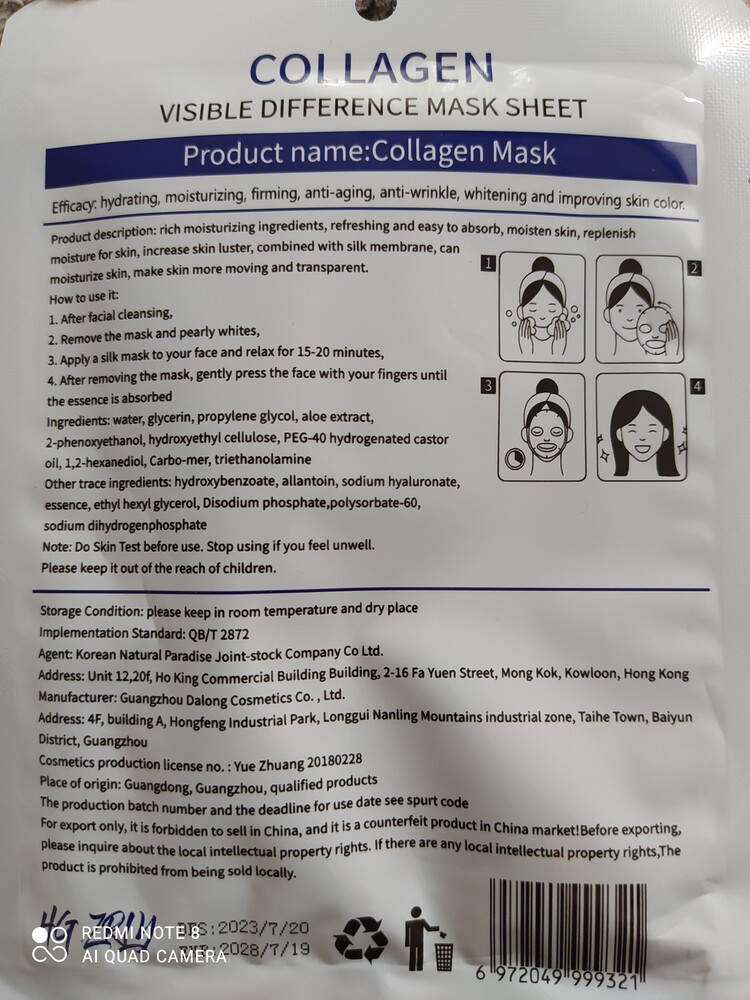 COLLAGEN
VISIBLE DIFFERENCE MASK SHEET
Product name:Collagen Mask
Efficacy: hydrating, moisturizing, firming, anti-aging, anti-wrinkle, whitening and improving skin color.
Product description: rich moisturizing ingredients, refreshing and easy to absorb, moisten skin, replenish
moisture for skin, increase skin luster, combined with silk membrane, can
moisturize skin, make skin more moving and transparent.
How to use it:
1. After facial cleansing,
2. Remove the mask and pearly whites,
3. Apply a silk mask to your face and relax for 15-20 minutes,
4. After removing the mask, gently press the face with your fingers until
the essence is absorbed
1
2
3
4
Ingredients: water, glycerin, propylene glycol, aloe extract,
2-phenoxyethanol, hydroxyethyl cellulose, PEG-40 hydrogenated castor
oil, 1,2-hexanediol, Carbo-mer, triethanolamine
Other trace ingredients: hydroxybenzoate, allantoin, sodium hyaluronate,
essence, ethyl hexyl glycerol, Disodium phosphate,polysorbate-60,
sodium dihydrogenphosphate
Note: Do Skin Test before use. Stop using if you feel unwell.
Please keep it out of the reach of children.
Storage Condition: please keep in room temperature and dry place
Implementation Standard: QB/T 2872
Agent: Korean Natural Paradise Joint-stock Company Co Ltd.
Address: Unit 12,20f, Ho King Commercial Building Building, 2-16 Fa Yuen Street, Mong Kok, Kowloon, Hong Kong
Manufacturer: Guangzhou Dalong Cosmetics Co. , Ltd.
Address: 4F, building A, Hongfeng Industrial Park, Longgui Nanling Mountains industrial zone, Taihe Town, Baiyun
District, Guangzhou
Cosmetics production license no. : Yue Zhuang 20180228
Place of origin: Guangdong, Guangzhou, qualified products
The production batch number and the deadline for use date see spurt code
For export only, it is forbidden to sell in China, and it is a counterfeit product in China market!Before exporting,
please inquire about the local intellectual property rights. If there are any local intellectual property rights,The
product is prohibited from being sold locally.
:2023/7/20
:2028/7/19
6 972049 999321
REDMI NOTE 8
AI QUAD CAMERA